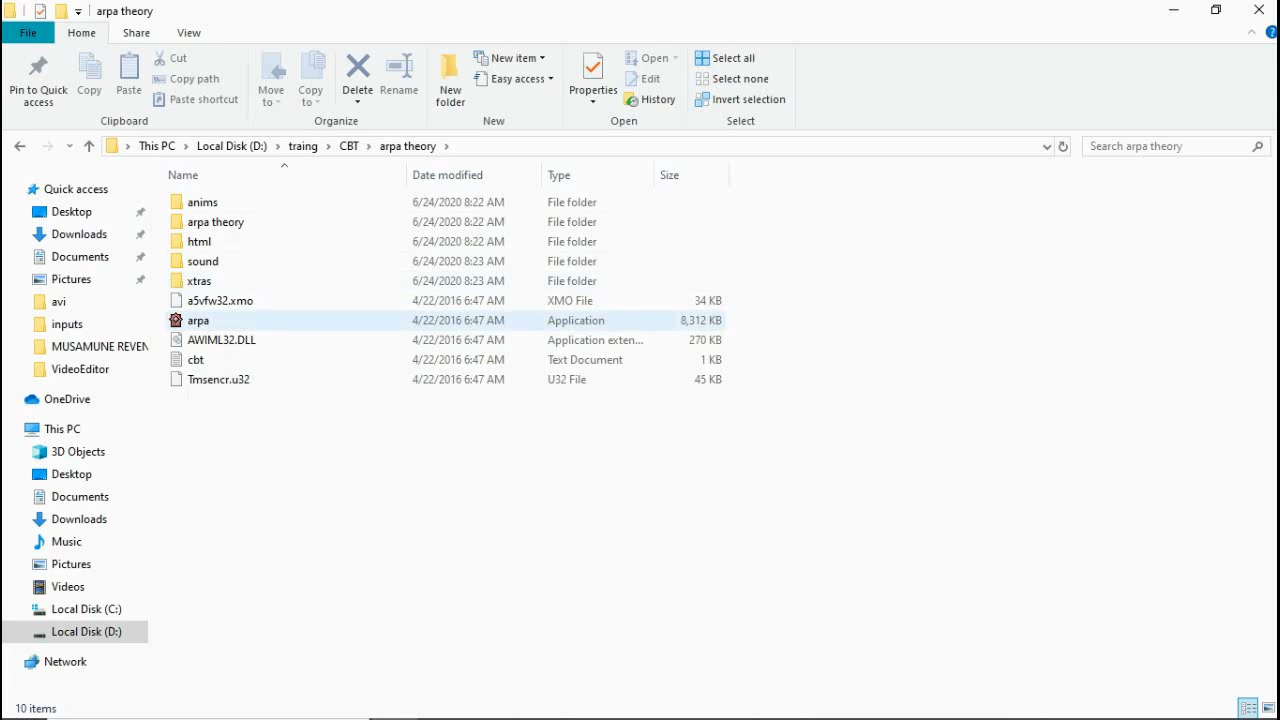 arpa theory
File Home Share View
Pin to Quick access
Copy
Paste
Cut
Copy path
Paste shortcut
Clipboard
Move to
Copy to
Delete
Rename
Organize
New folder
New item
Easy access
New
Properties
Open
Edit
History
Open
Select all
Select none
Invert selection
Select
This PC Local Disk (D:) traing CBT arpa theory
Search arpa theory
Name Date modified Type Size
anims 6/24/2020 8:22 AM File folder
arpa theory 6/24/2020 8:22 AM File folder
html 6/24/2020 8:22 AM File folder
sound 6/24/2020 8:23 AM File folder
xtras 6/24/2020 8:23 AM File folder
a5vfw32.xmo 4/22/2016 6:47 AM XMO File 34 KB
arpa 4/22/2016 6:47 AM Application 8,312 KB
AWIML32.DLL 4/22/2016 6:47 AM Application exten... 270 KB
cbt 4/22/2016 6:47 AM Text Document 1 KB
Tmsencr.u32 4/22/2016 6:47 AM U32 File 45 KB
Quick access
Desktop
Downloads
Documents
Pictures
avi
inputs
MUSAMUNE REVEN
VideoEditor
OneDrive
This PC
3D Objects
Desktop
Documents
Downloads
Music
Pictures
Videos
Local Disk (C:)
Local Disk (D:)
Network
10 items